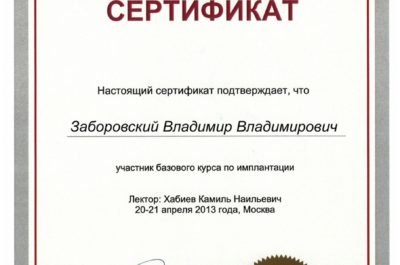 СЕРТИФИКАТ
Настоящий сертификат подтверждает, что
Заборовский Владимир Владимирович
участник базового курса по имплантации
Лектор: Хабиев Камиль Наильевич
20-21 апреля 2013 года, Москва